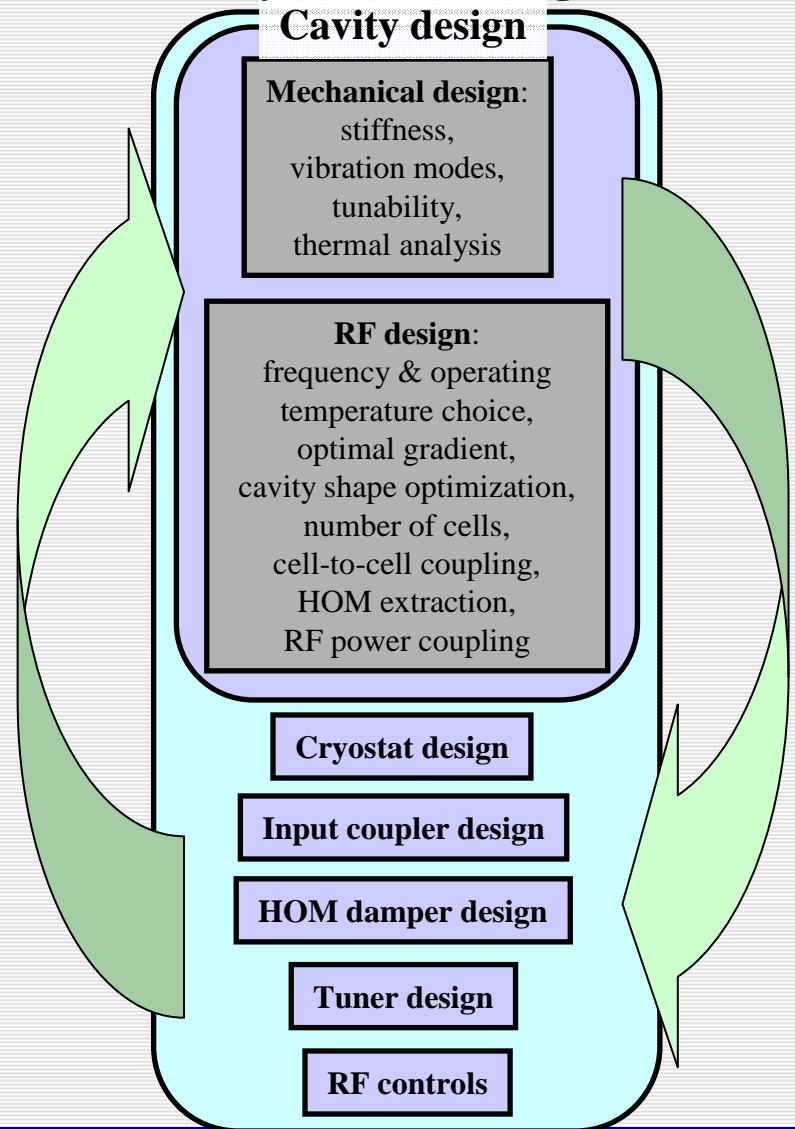 Cavity design
Mechanical design:
stiffness,
vibration modes,
tunability,
thermal analysis
RF design:
frequency & operating
temperature choice,
optimal gradient,
cavity shape optimization,
number of cells,
cell-to-cell coupling,
HOM extraction,
RF power coupling
Cryostat design
Input coupler design
HOM damper design
Tuner design
RF controls